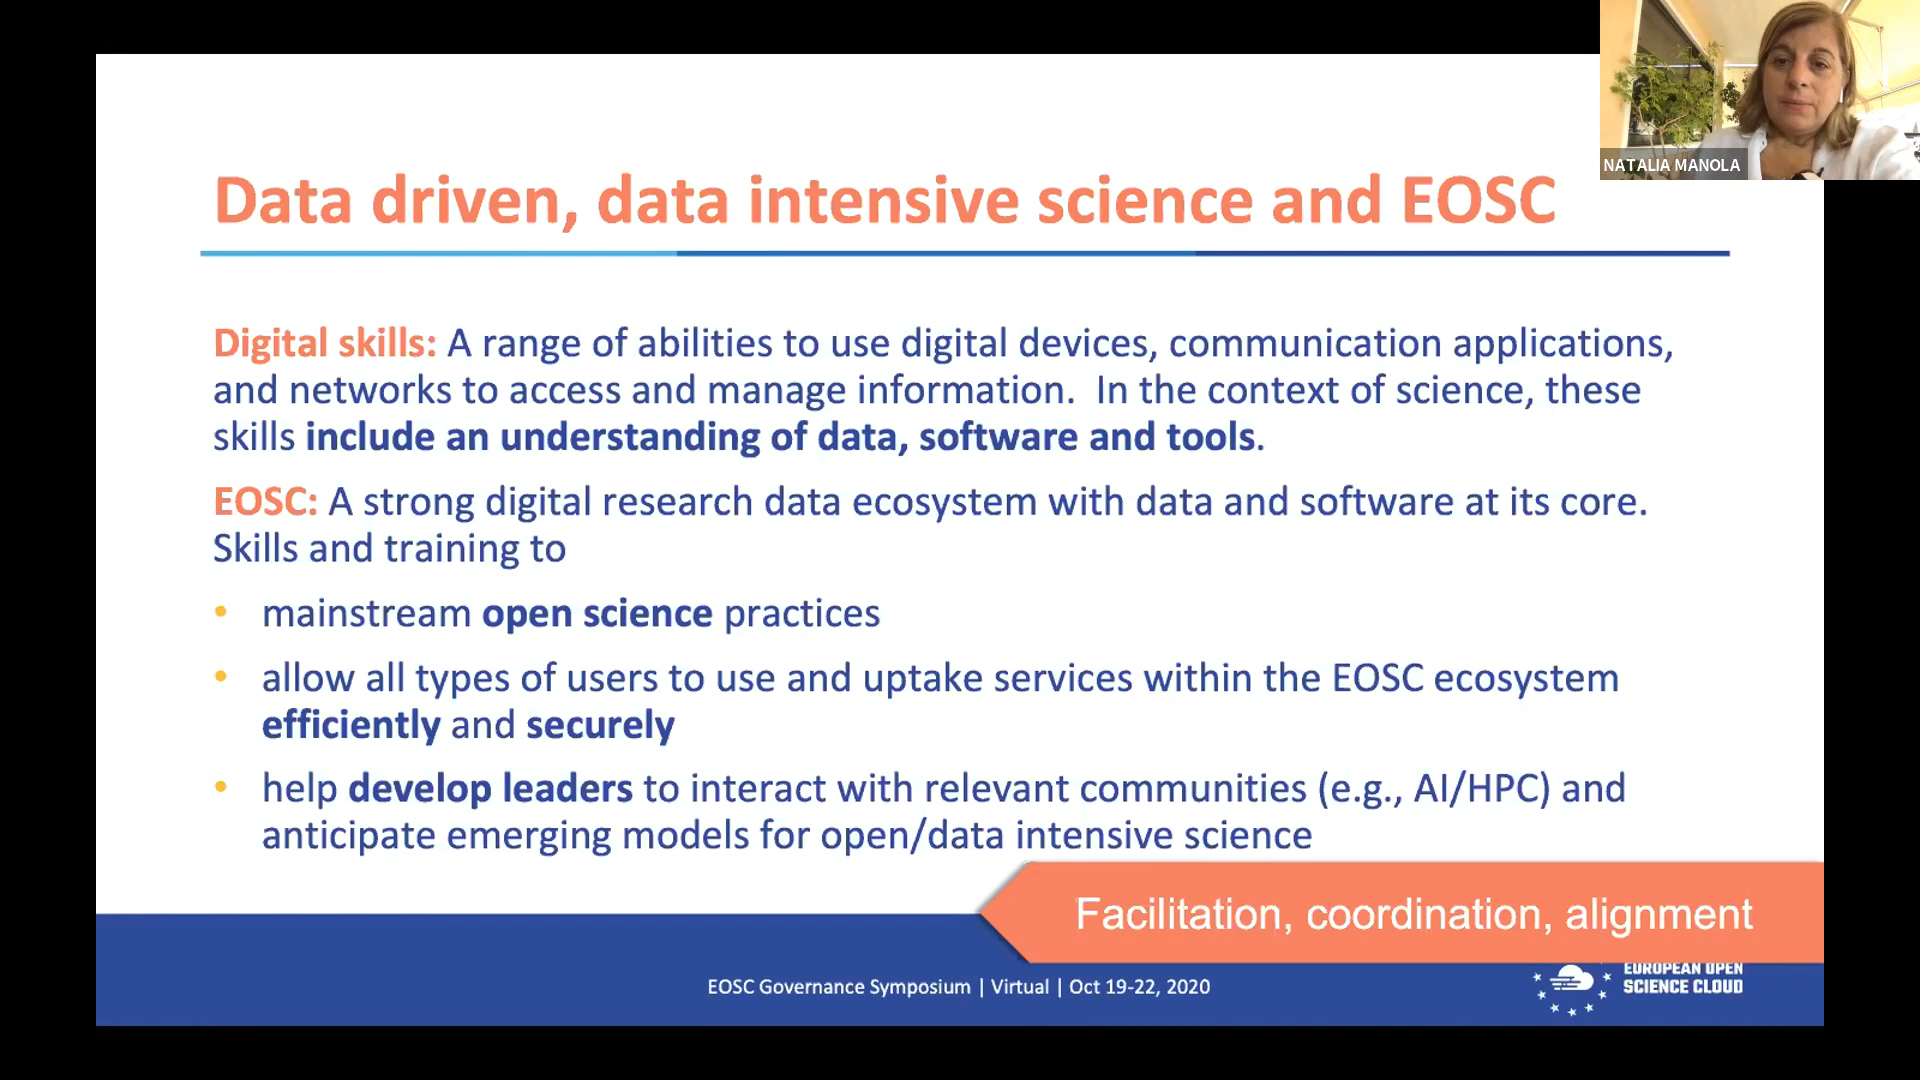 NATALIA MANOLA
Data driven, data intensive science and EOSC
Digital skills: A range of abilities to use digital devices, communication applications,
and networks to access and manage information.  In the context of science, these
skills include an understanding of data, software and tools.
EOSC: A strong digital research data ecosystem with data and software at its core.
Skills and training to
• mainstream open science practices
• allow all types of users to use and uptake services within the EOSC ecosystem
efficiently and securely
• help develop leaders to interact with relevant communities (e.g., AI/HPC) and
anticipate emerging models for open/data intensive science
Facilitation, coordination, alignment
EOSC Governance Symposium | Virtual | Oct 19-22, 2020
EUROPEAN OPEN
SCIENCE CLOUD